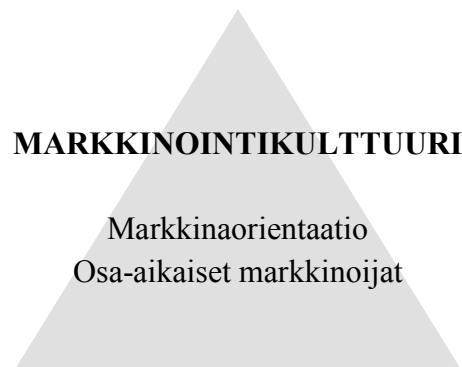 MARKKINOINTIKULTTUURI
Markkinaorientaatio
Osa-aikaiset markkinoijat